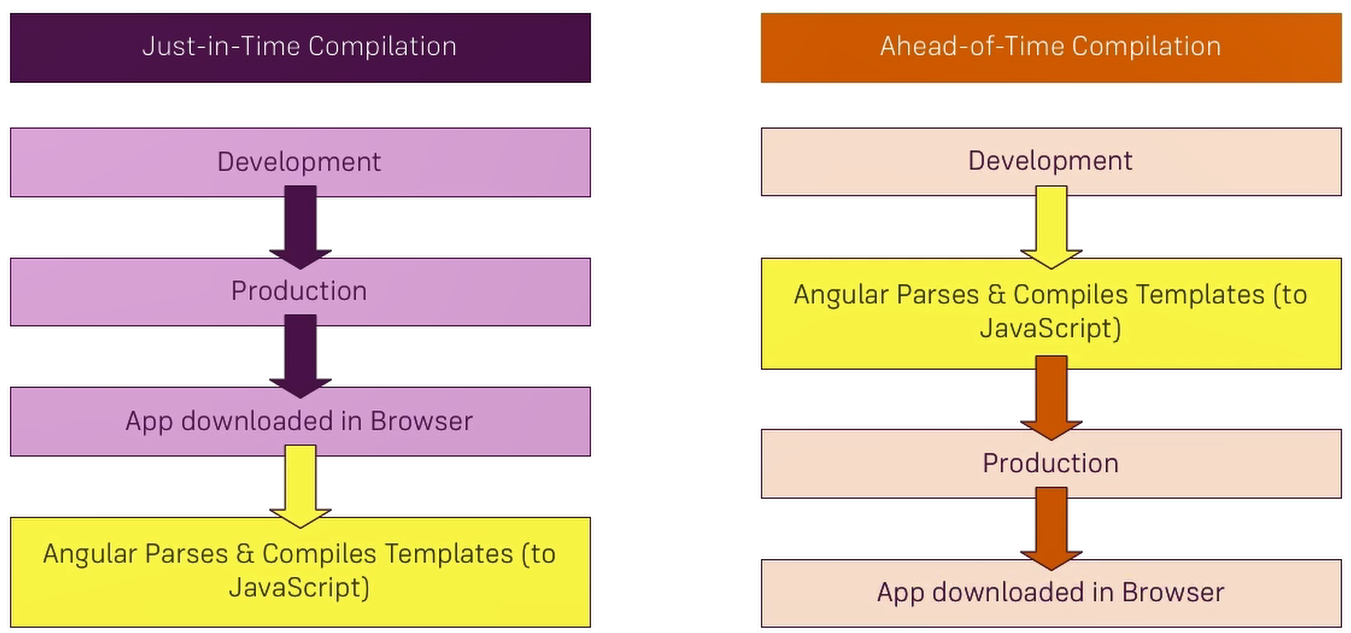 Just-in-Time Compilation
Development
Production
App downloaded in Browser
Angular Parses & Compiles Templates (to
JavaScript)
Ahead-of-Time Compilation
Development
Angular Parses & Compiles Templates (to
JavaScript)
Production
App downloaded in Browser